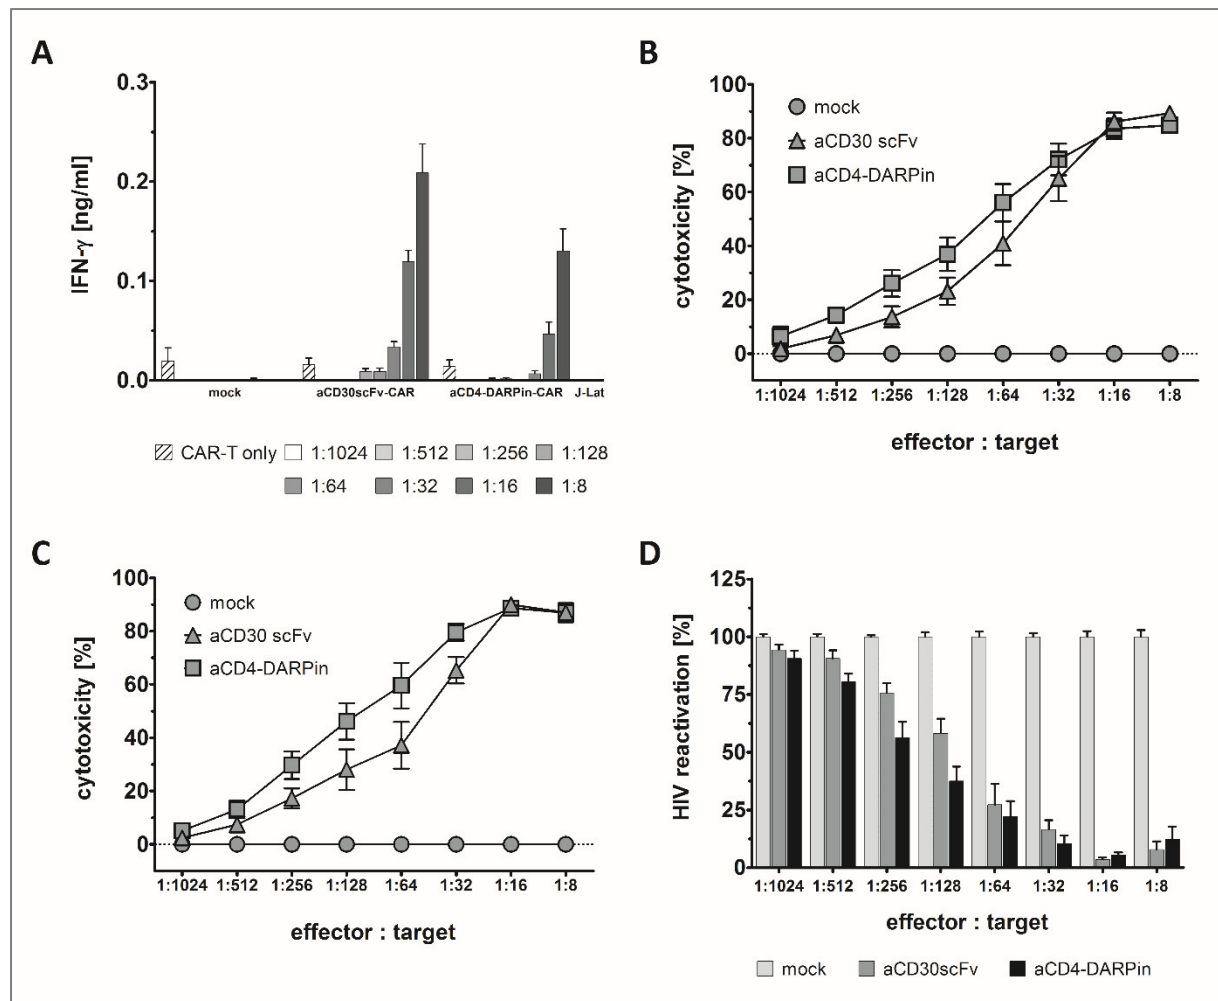 A
0.3
0.2
0.1
0.0
IFN-γ [ng/ml]
mock aCD30scFv-CAR aCD4-DARPin-CAR J-Lat
CAR-T only 1:1024 1:512 1:256 1:128
1:64 1:32 1:16 1:8
B
100
80
60
40
20
0
cytotoxicity [%]
mock
aCD30 scFv
aCD4-DARPin
1:1024 1:512 1:256 1:128 1:64 1:32 1:16 1:8
effector : target
C
100
80
60
40
20
0
cytotoxicity [%]
mock
aCD30 scFv
aCD4-DARPin
1:1024 1:512 1:256 1:128 1:64 1:32 1:16 1:8
effector : target
D
125
100
75
50
25
0
HIV reactivation [%]
1:1024 1:512 1:256 1:128 1:64 1:32 1:16 1:8
effector : target
mock aCD30scFv aCD4-DARPin